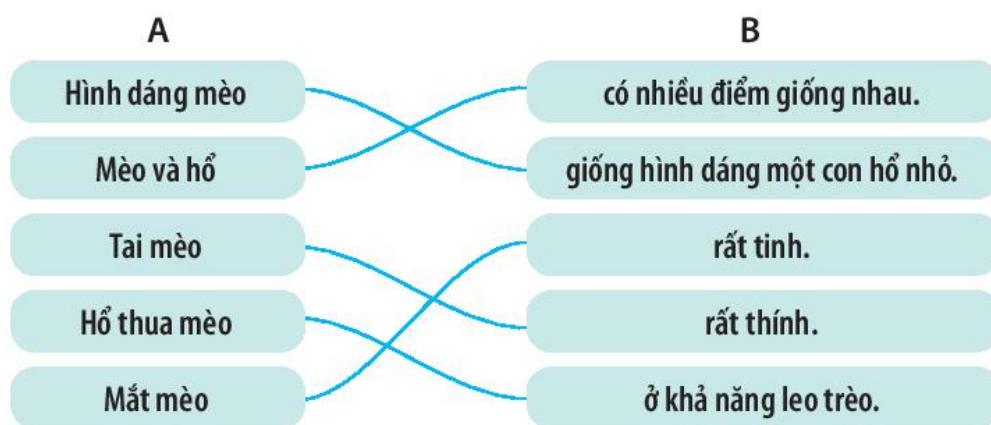 A
B
Hình dáng mèo
có nhiều điểm giống nhau.
Mèo và hổ
giống hình dáng một con hổ nhỏ.
Tai mèo
rất tinh.
Hổ thua mèo
rất thính.
Mắt mèo
ở khả năng leo trèo.